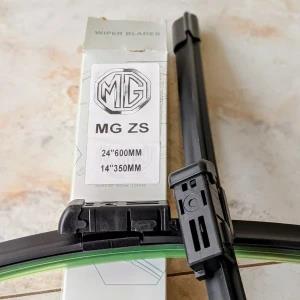 WIPER BLADES
MG
MG ZS
24"600MM
14"350MM